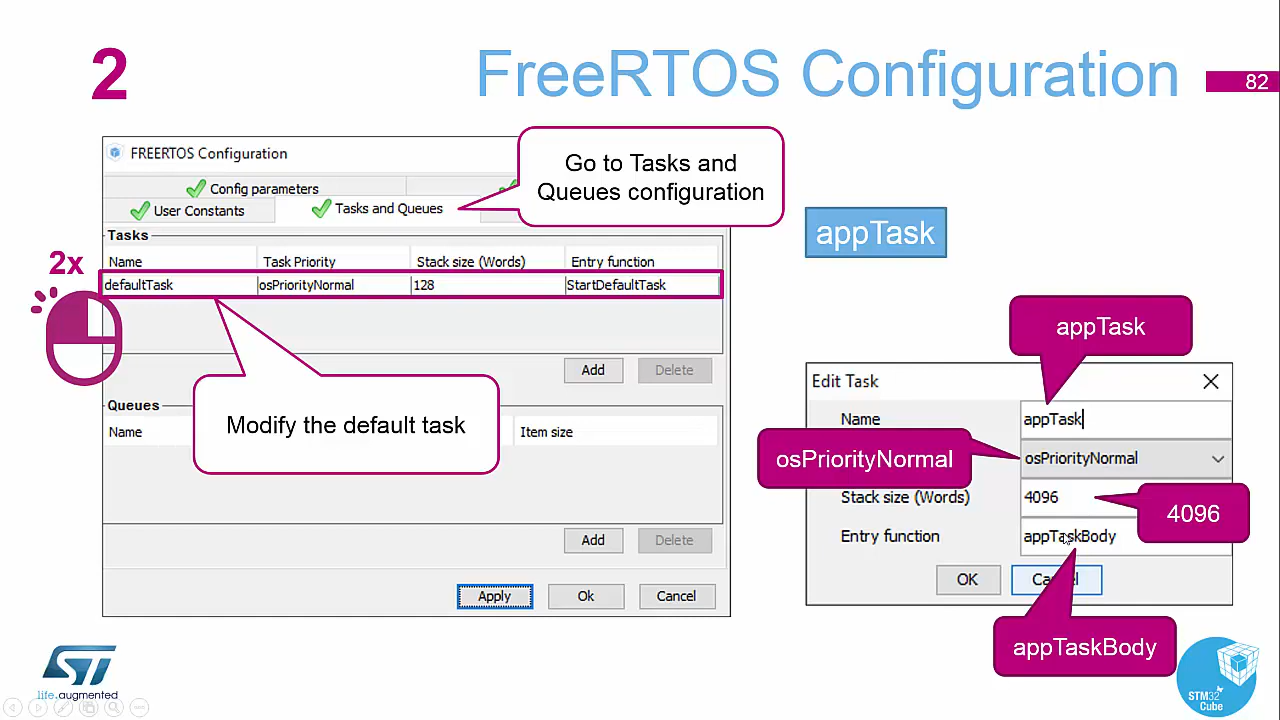 2
FreeRTOS Configuration
82
FREERTOS Configuration
Go to Tasks and
Queues configuration
Config parameters
User Constants
Tasks and Queues
Tasks
Name Task Priority Stack size (Words) Entry function
defaultTask osPriorityNormal 128 StartDefaultTask
2x
Add Delete
Modify the default task
Queues
Name Item size
Add Delete
Apply Ok Cancel
appTask
appTask
Edit Task
Name appTask
osPriorityNormal
osPriorityNormal
Stack size (Words) 4096
4096
Entry function appTaskBody
OK Cancel
appTaskBody
ST
life.augmented
STM32
Cube